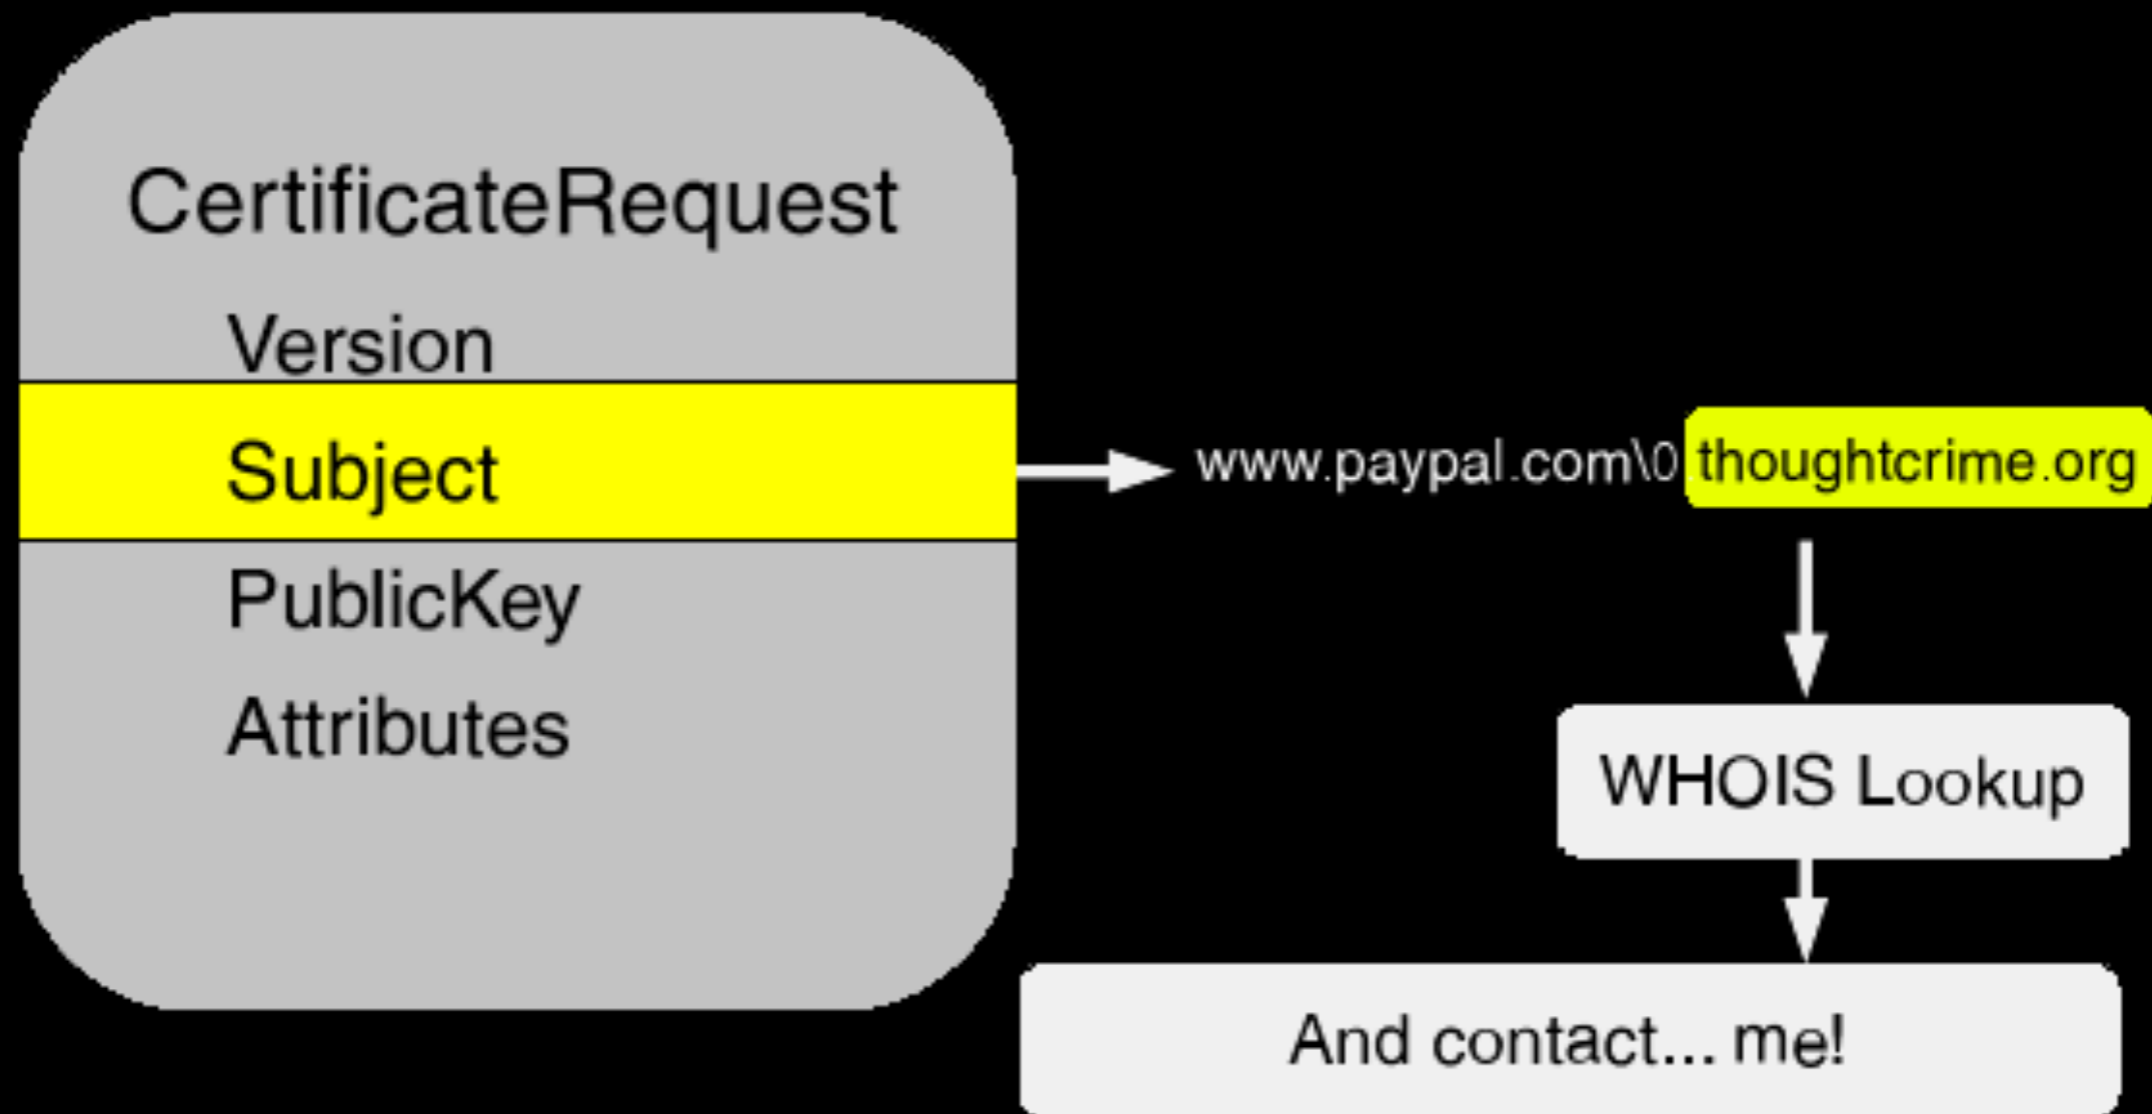 CertificateRequest
Version
Subject
PublicKey
Attributes
www.paypal.com\0.thoughtcrime.org
WHOIS Lookup
And contact... me!